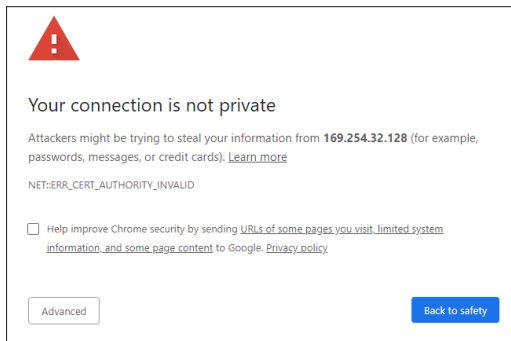 Your connection is not private
Attackers might be trying to steal your information from 169.254.32.128 (for example,
passwords, messages, or credit cards). Learn more
NET::ERR_CERT_AUTHORITY_INVALID
Help improve Chrome security by sending URLs of some pages you visit, limited system
information, and some page content to Google. Privacy policy
Advanced
Back to safety